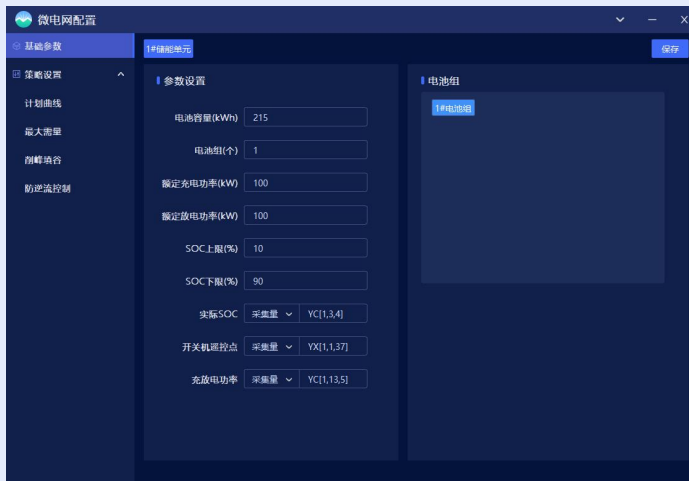 微电网配置
基础参数
1#储能单元
保存
策略设置
计划曲线
最大需量
削峰填谷
防逆流控制
参数设置
电池容量(kWh) 215
电池组(个) 1
额定充电功率(kW) 100
额定放电功率(kW) 100
SOC上限(%) 10
SOC下限(%) 90
实际SOC 采集量 YC[1,3,4]
开关机遥控点 采集量 YX[1,1,37]
充放电功率 采集量 YC[1,13,5]
电池组
1#电池组